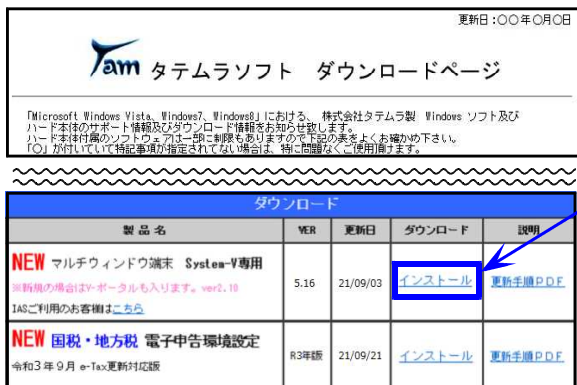 更新日:〇〇年〇月〇日
Tam タテムラソフト ダウンロードページ
「Microsoft Windows Vista、Windows7、Windows8」における、 株式会社タテムラ製 Windows ソフト及び
ハード本体のサポート情報及びダウンロード情報をお知らせ致します。
ハード本体付属のソフトウェアは一部に制限もありますので下記の表をよくお確かめ下さい。
「〇」が付いていて特記事項が指定されてない場合は、特に問題なくご使用頂けます。
ダウンロード
製品名 VER 更新日 ダウンロード 説明
NEW マルチウィンドウ端末 System-V専用
※新規の場合はV-ポータルも入ります。ver2.10
IASご利用のお客様はこちら
5.16 21/09/03 インストール 更新手順PDF
NEW 国税・地方税 電子申告環境設定
令和3年9月 e-Tax更新対応版
R3年版 21/09/21 インストール 更新手順PDF